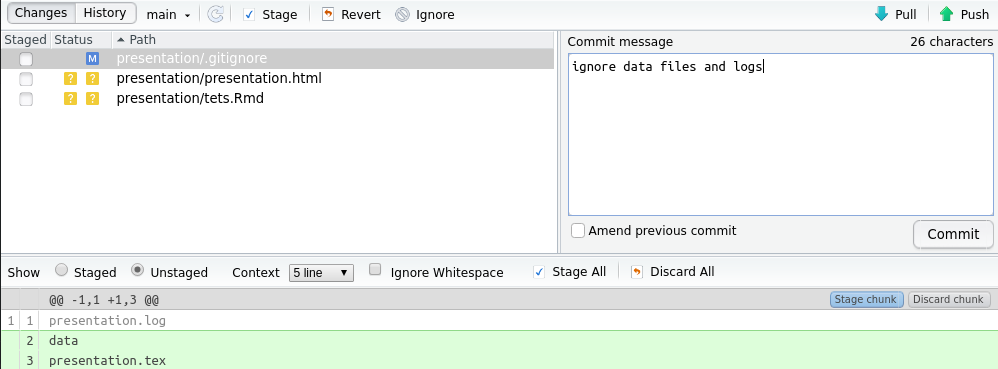 Changes History main Stage Revert Ignore Pull Push
Staged Status Path
M presentation/.gitignore
? ? presentation/presentation.html
? ? presentation/tets.Rmd
Commit message 26 characters
ignore data files and logs
Amend previous commit Commit
Show Staged Unstaged Context 5 line Ignore Whitespace Stage All Discard All
@@ -1,1 +1,3 @@ Stage chunk Discard chunk
1 1 presentation.log
2 data
3 presentation.tex